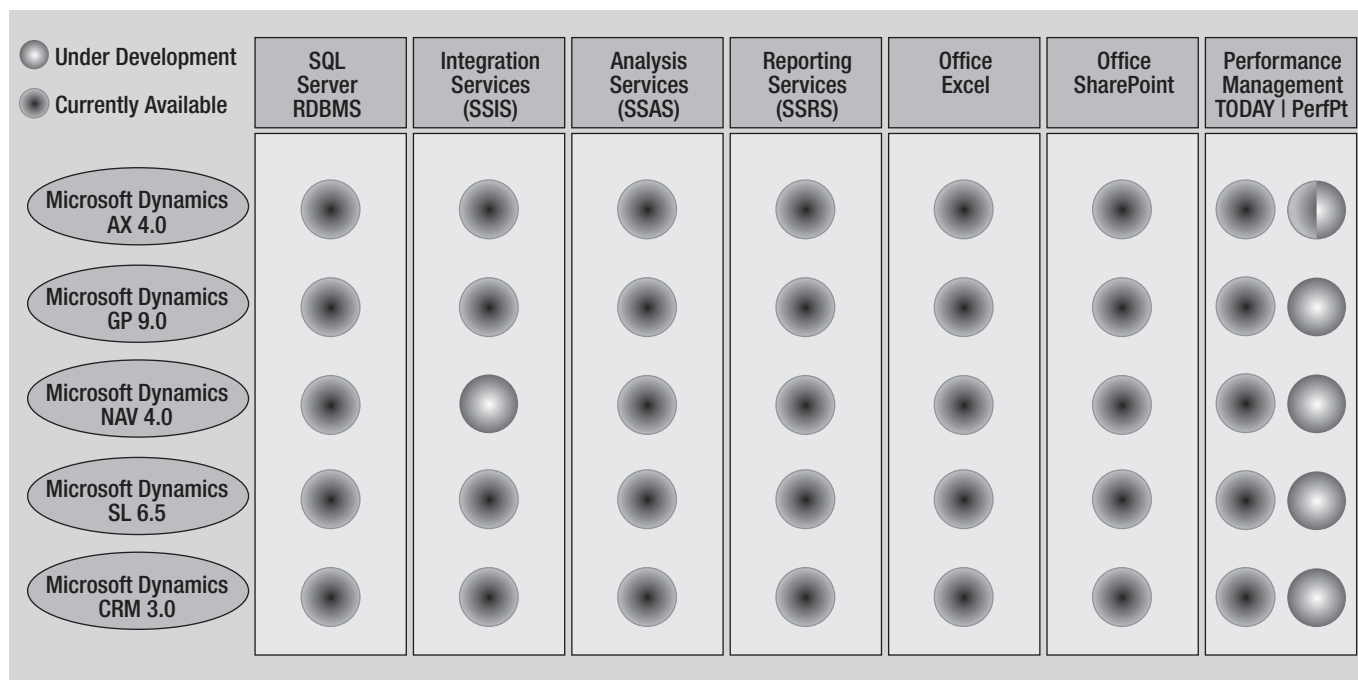 Under Development
Currently Available
SQL
Server
RDBMS
Integration
Services
(SSIS)
Analysis
Services
(SSAS)
Reporting
Services
(SSRS)
Office
Excel
Office
SharePoint
Performance
Management
TODAY | PerfPt
Microsoft Dynamics
AX 4.0
Microsoft Dynamics
GP 9.0
Microsoft Dynamics
NAV 4.0
Microsoft Dynamics
SL 6.5
Microsoft Dynamics
CRM 3.0